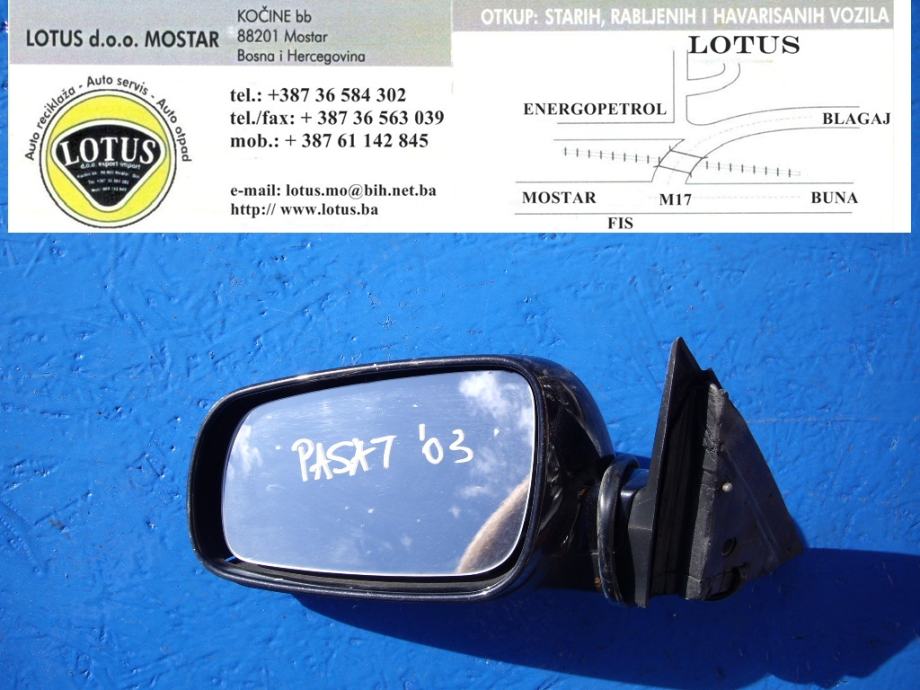 LOTUS d.o.o. MOSTAR
KOČINE bb
88201 Mostar
Bosna i Hercegovina
Auto reciklaža - Auto servis - Auto otpad
LOTUS
d.o.o. export-import
tel.: +387 36 584 302
tel./fax: + 387 36 563 039
mob.: + 387 61 142 845
e-mail: lotus.mo@bih.net.ba
http// www.lotus.ba
OTKUP: STARIH, RABLJENIH I HAVARISANIH VOZILA
LOTUS
ENERGOPETROL
BLAGAJ
MOSTAR
M17
BUNA
FIS
PASAT '03